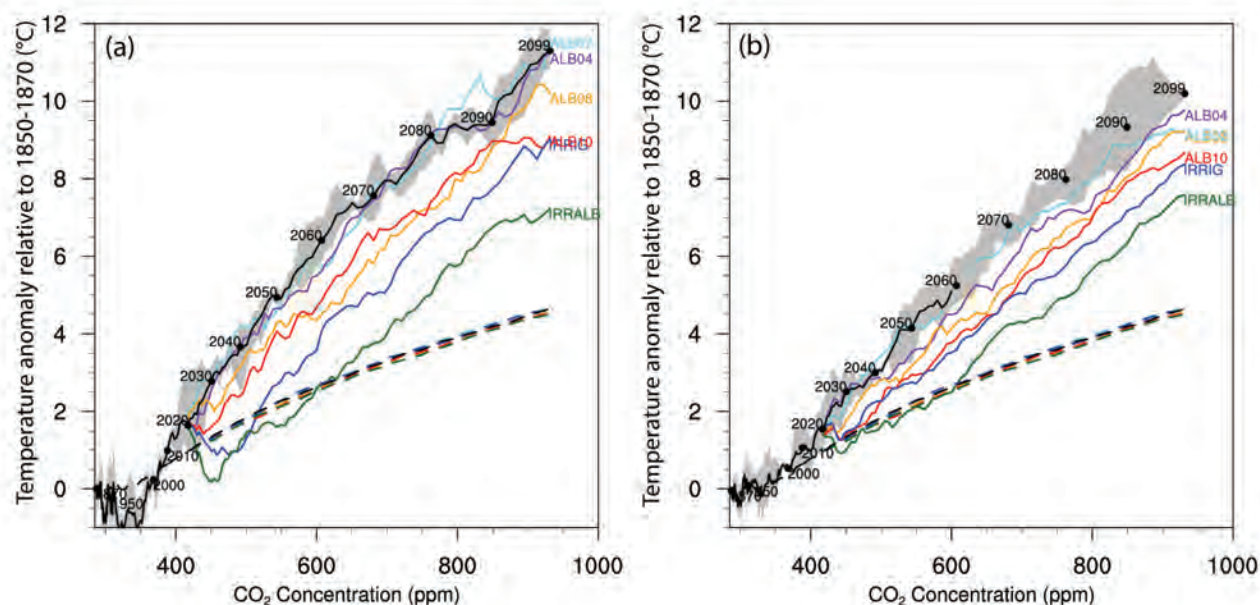 Temperature anomaly relative to 1850-1870 (°C)
12
10
8
6
4
2
0
(a)
2099
2090
2080
2070
2060
2050
2040
2030
2020
2010
2000
ALB04
ALB08
ALB10
IRRIG
IRRALB
400
600
800
1000
CO₂ Concentration (ppm)
Temperature anomaly relative to 1850-1870 (°C)
12
10
8
6
4
2
0
(b)
2099
2090
2080
2070
2060
2050
2040
2030
2020
2010
2000
ALB04
ALB10
IRRIG
IRRALB
400
600
800
1000
CO₂ Concentration (ppm)